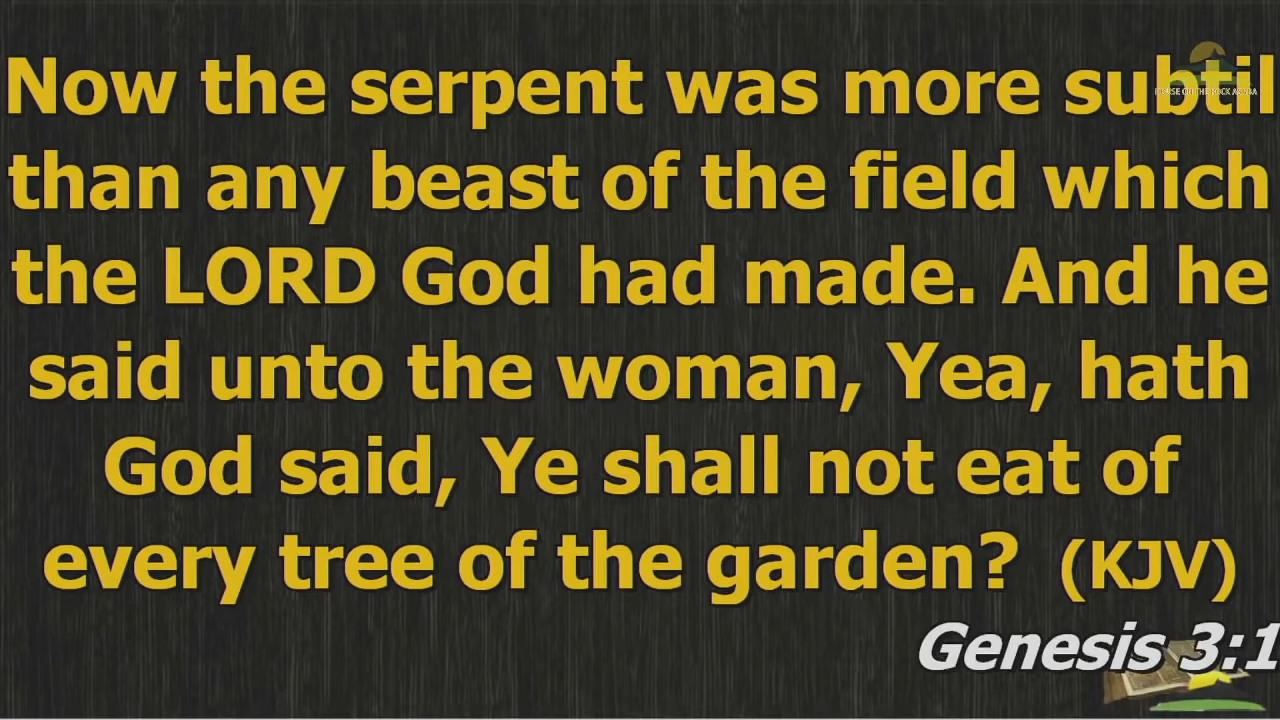 Now the serpent was more subtil
than any beast of the field which
the LORD God had made. And he
said unto the woman, Yea, hath
God said, Ye shall not eat of
every tree of the garden? (KJV)
Genesis 3:1